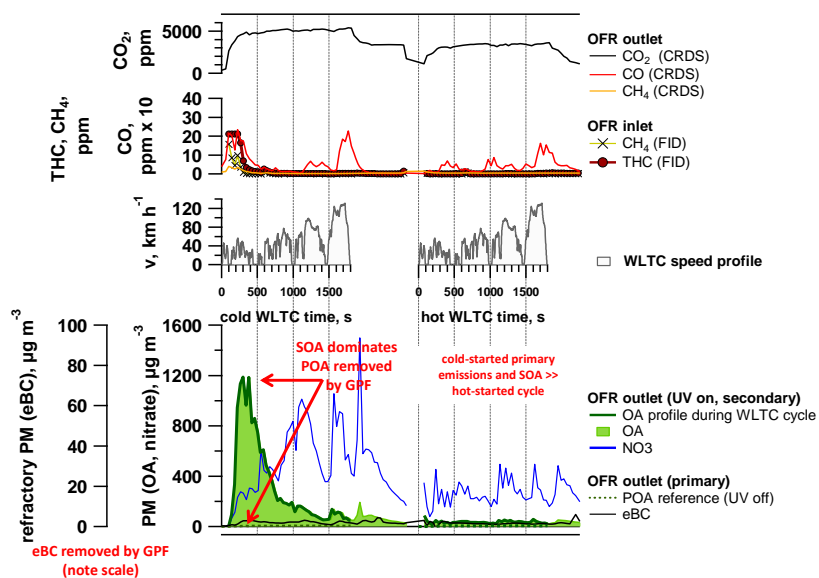 CO2,
ppm
5000
0
OFR outlet
CO2 (CRDS)
CO (CRDS)
CH4 (CRDS)
THC, CH4,
ppm
CO,
ppm x 10
40
30
20
10
0
OFR inlet
CH4 (FID)
THC (FID)
v, km h-1
120
80
40
0
WLTC speed profile
0 500 1000 1500 0 500 1000 1500
cold WLTC time, s hot WLTC time, s
refractory PM (eBC), µg m-3
100
80
60
40
20
0
PM (OA, nitrate), µg m-3
1600
1200
800
400
0
SOA dominates
POA removed
by GPF
cold-started primary
emissions and SOA >>
hot-started cycle
OFR outlet (UV on, secondary)
OA profile during WLTC cycle
OA
NO3
OFR outlet (primary)
POA reference (UV off)
eBC
eBC removed by GPF
(note scale)